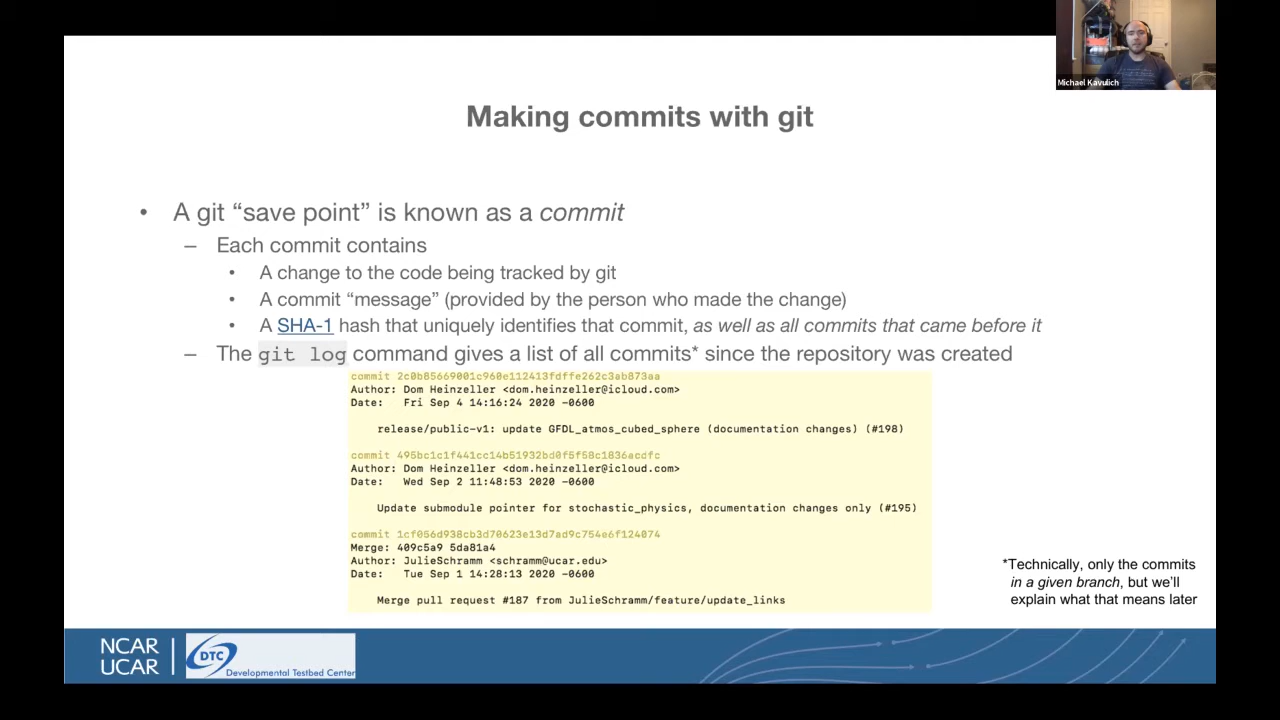 Michael Kavulich
Making commits with git
• A git “save point” is known as a commit
– Each commit contains
• A change to the code being tracked by git
• A commit “message” (provided by the person who made the change)
• A SHA-1 hash that uniquely identifies that commit, as well as all commits that came before it
– The git log command gives a list of all commits* since the repository was created
commit 2c0b85669001c960e112413fdffe262c3ab873aa
Author: Dom Heinzeller <dom.heinzeller@icloud.com>
Date: Fri Sep 4 14:16:24 2020 -0600
release/public-v1: update GFDL_atmos_cubed_sphere (documentation changes) (#198)
commit 495bc1c1f441cc14b51932bd0f5f58c1836acdfc
Author: Dom Heinzeller <dom.heinzeller@icloud.com>
Date: Wed Sep 2 11:48:53 2020 -0600
Update submodule pointer for stochastic_physics, documentation changes only (#195)
commit 1cf056d938cb3d70623e13d7ad9c754e6f124074
Merge: 409c5a9 5da81a4
Author: JulieSchramm <schramm@ucar.edu>
Date: Tue Sep 1 14:28:13 2020 -0600
Merge pull request #187 from JulieSchramm/feature/update_links
*Technically, only the commits
in a given branch, but we’ll
explain what that means later
NCAR
UCAR
DTC
Developmental Testbed Center